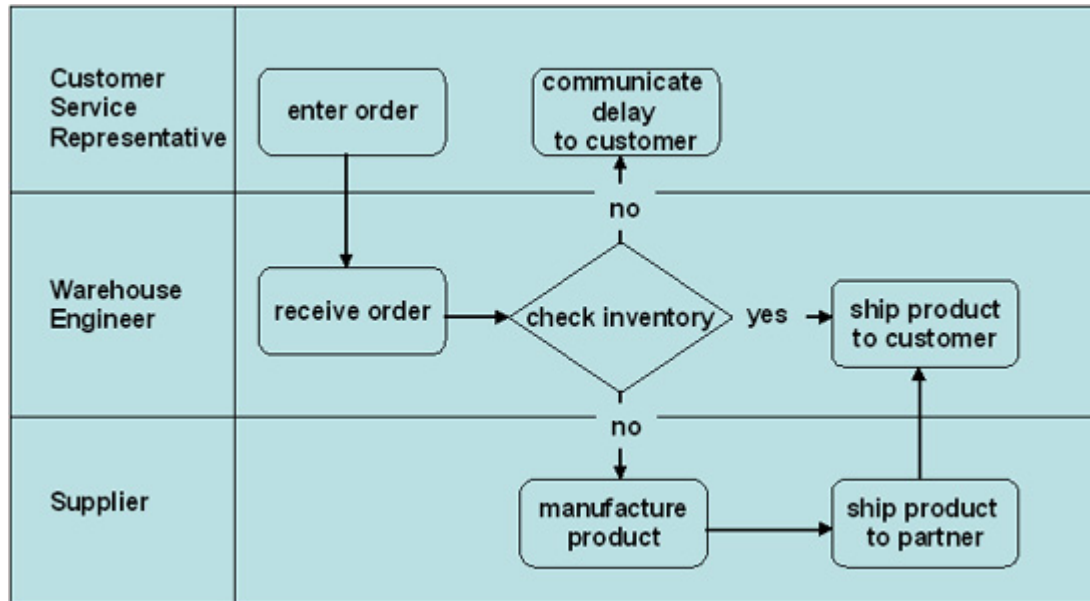 Customer
Service
Representative
enter order
communicate
delay
to customer
no
Warehouse
Engineer
receive order
check inventory
yes
ship product
to customer
no
Supplier
manufacture
product
ship product
to partner